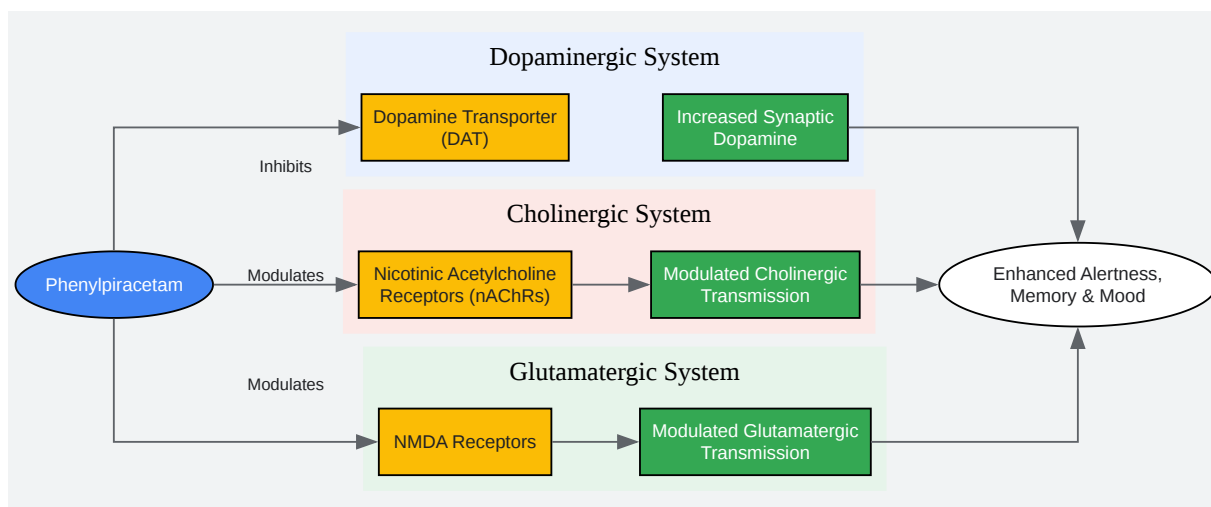 Dopaminergic System
Dopamine Transporter
(DAT)
Increased Synaptic
Dopamine
Inhibits
Cholinergic System
Phenylpiracetam
Modulates
Nicotinic Acetylcholine
Receptors (nAChRs)
Modulated Cholinergic
Transmission
Enhanced Alertness,
Memory & Mood
Modulates
Glutamatergic System
NMDA Receptors
Modulated Glutamatergic
Transmission